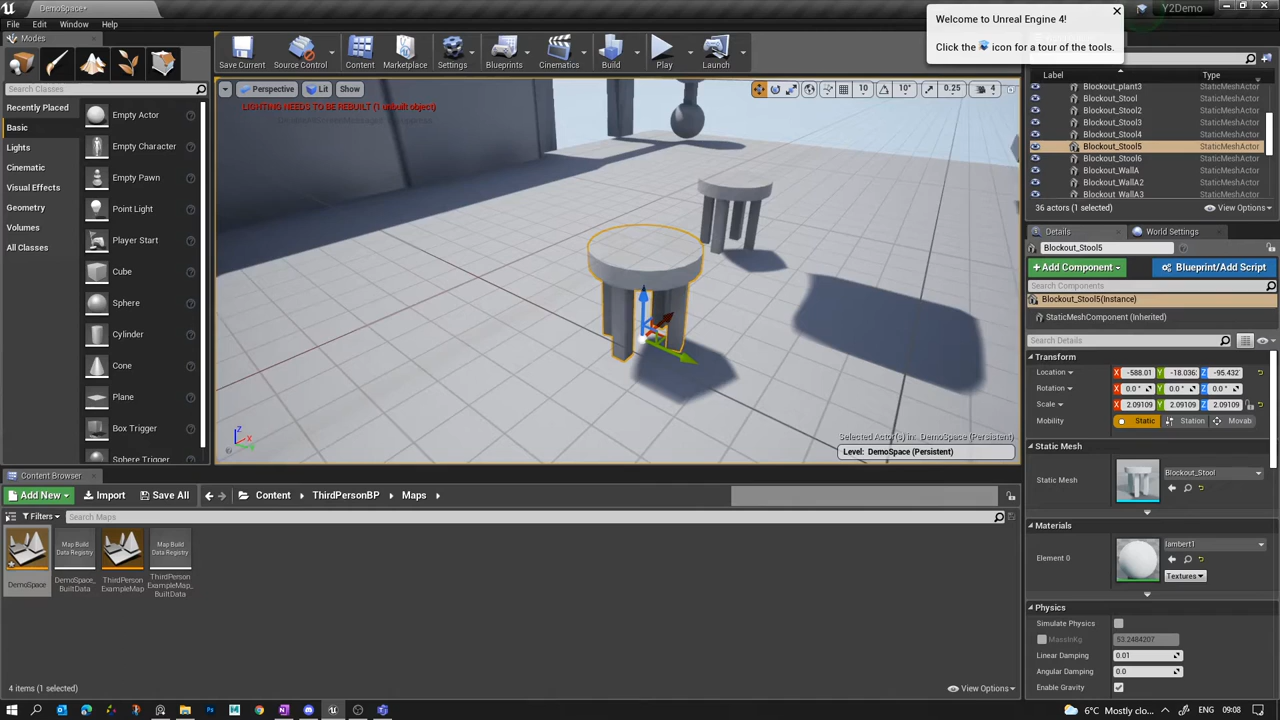 DemoSpace*
Y2Demo
File Edit Window Help
Welcome to Unreal Engine 4!
Click the icon for a tour of the tools.
Modes
Search Classes
Recently Placed
Basic
Lights
Cinematic
Visual Effects
Geometry
Volumes
All Classes
Empty Actor
Empty Character
Empty Pawn
Point Light
Player Start
Cube
Sphere
Cylinder
Cone
Plane
Box Trigger
Sphere Trigger
Save Current
Source Control
Content
Marketplace
Settings
Blueprints
Cinematics
Build
Play
Launch
Perspective
Lit
Show
10
10°
0.25
4
LIGHTING NEEDS TO BE REBUILT (1 unbuilt object)
Selected Actor(s) in: DemoSpace (Persistent)
Level: DemoSpace (Persistent)
Label Type
Blockout_plant3 StaticMeshActor
Blockout_Stool StaticMeshActor
Blockout_Stool2 StaticMeshActor
Blockout_Stool3 StaticMeshActor
Blockout_Stool4 StaticMeshActor
Blockout_Stool5 StaticMeshActor
Blockout_Stool6 StaticMeshActor
Blockout_WallA StaticMeshActor
Blockout_WallA2 StaticMeshActor
Blockout_WallA3 StaticMeshActor
36 actors (1 selected) View Options
Details World Settings
Blockout_Stool5
+Add Component Blueprint/Add Script
Search Components
Blockout_Stool5(Instance)
StaticMeshComponent (Inherited)
Search Details
Transform
Location X -588.01 Y -18.036 Z -95.432
Rotation X 0.0° Y 0.0° Z 0.0°
Scale X 2.09109 Y 2.09109 Z 2.09109
Mobility Static Station Movab
Static Mesh
Static Mesh Blockout_Stool
Materials
Element 0 lambert1
Textures
Physics
Simulate Physics
MassInKg 53.2484207
Linear Damping 0.01
Angular Damping 0.0
Enable Gravity
Content Browser
Add New Import Save All Content ThirdPersonBP Maps
Filters Search Maps
Map Build
Data Registry
Map Build
Data Registry
DemoSpace
DemoSpace_
BuiltData
ThirdPerson
ExampleMap
ThirdPerson
ExampleMap_
BuiltData
4 items (1 selected) View Options
6°C Mostly clo... ENG 09:08